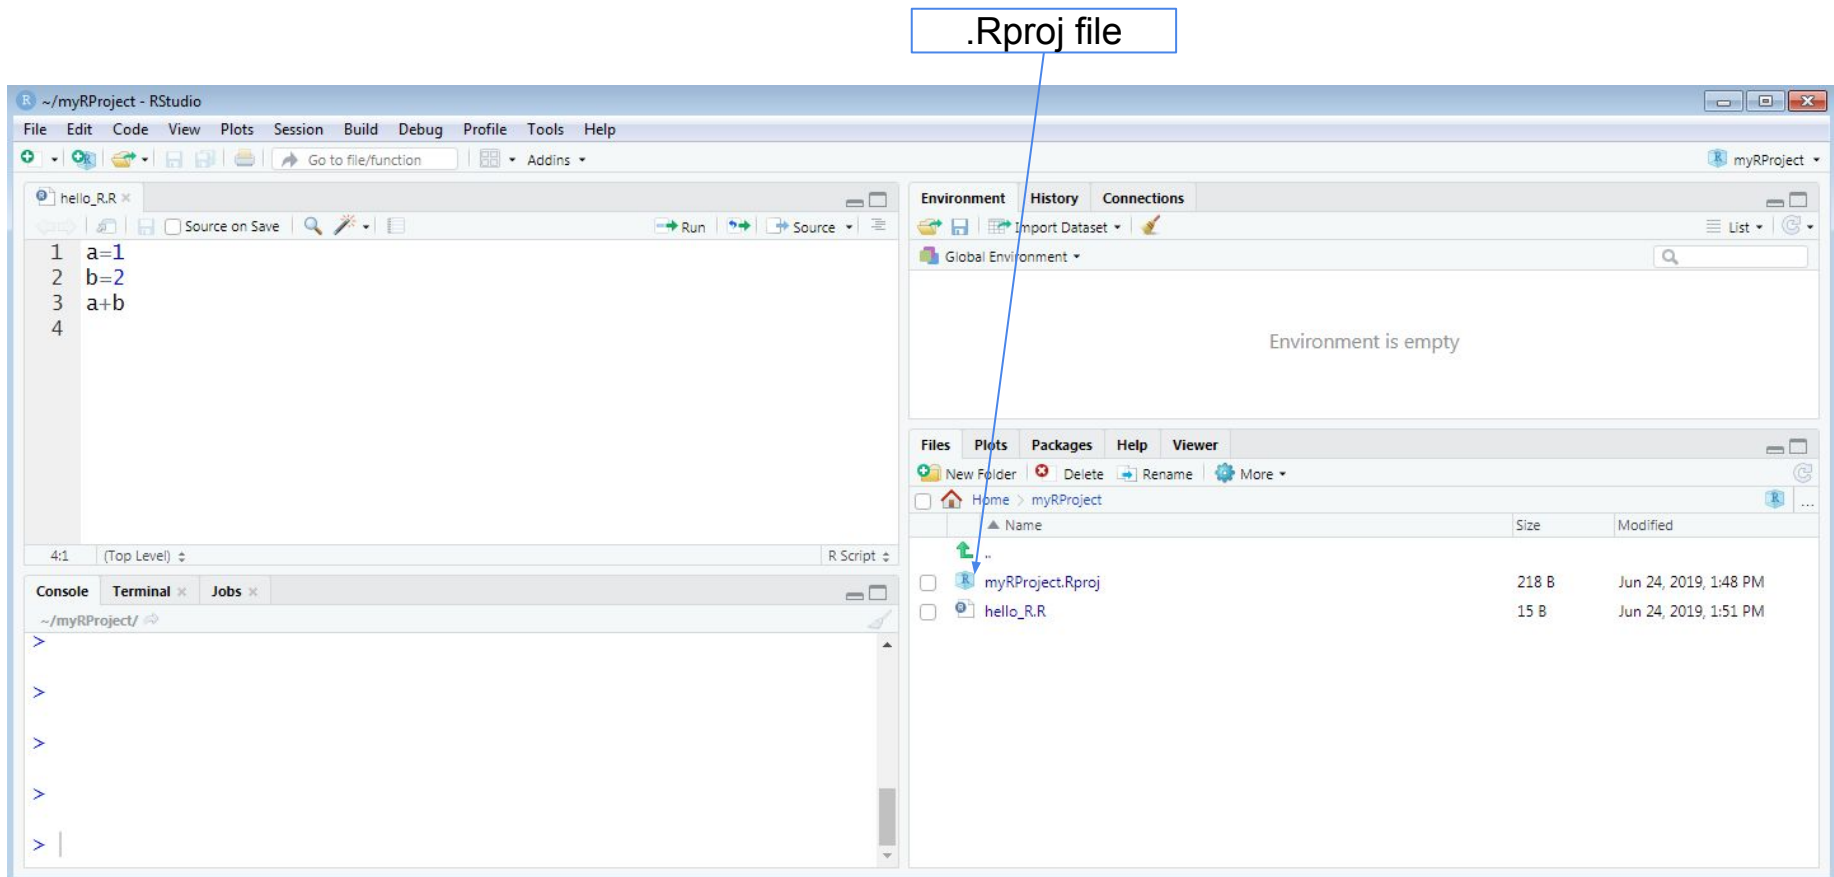 .Rproj file
~/myRProject - RStudio
File Edit Code View Plots Session Build Debug Profile Tools Help
Go to file/function Addins myRProject
hello_R.R
Source on Save Run Source
1 a=1
2 b=2
3 a+b
4
4:1 (Top Level) R Script
Console Terminal Jobs
~/myRProject/
>
>
>
>
>
Environment History Connections
Import Dataset List
Global Environment
Environment is empty
Files Plots Packages Help Viewer
New Folder Delete Rename More
Home > myRProject ...
Name Size Modified
..
myRProject.Rproj 218 B Jun 24, 2019, 1:48 PM
hello_R.R 15 B Jun 24, 2019, 1:51 PM